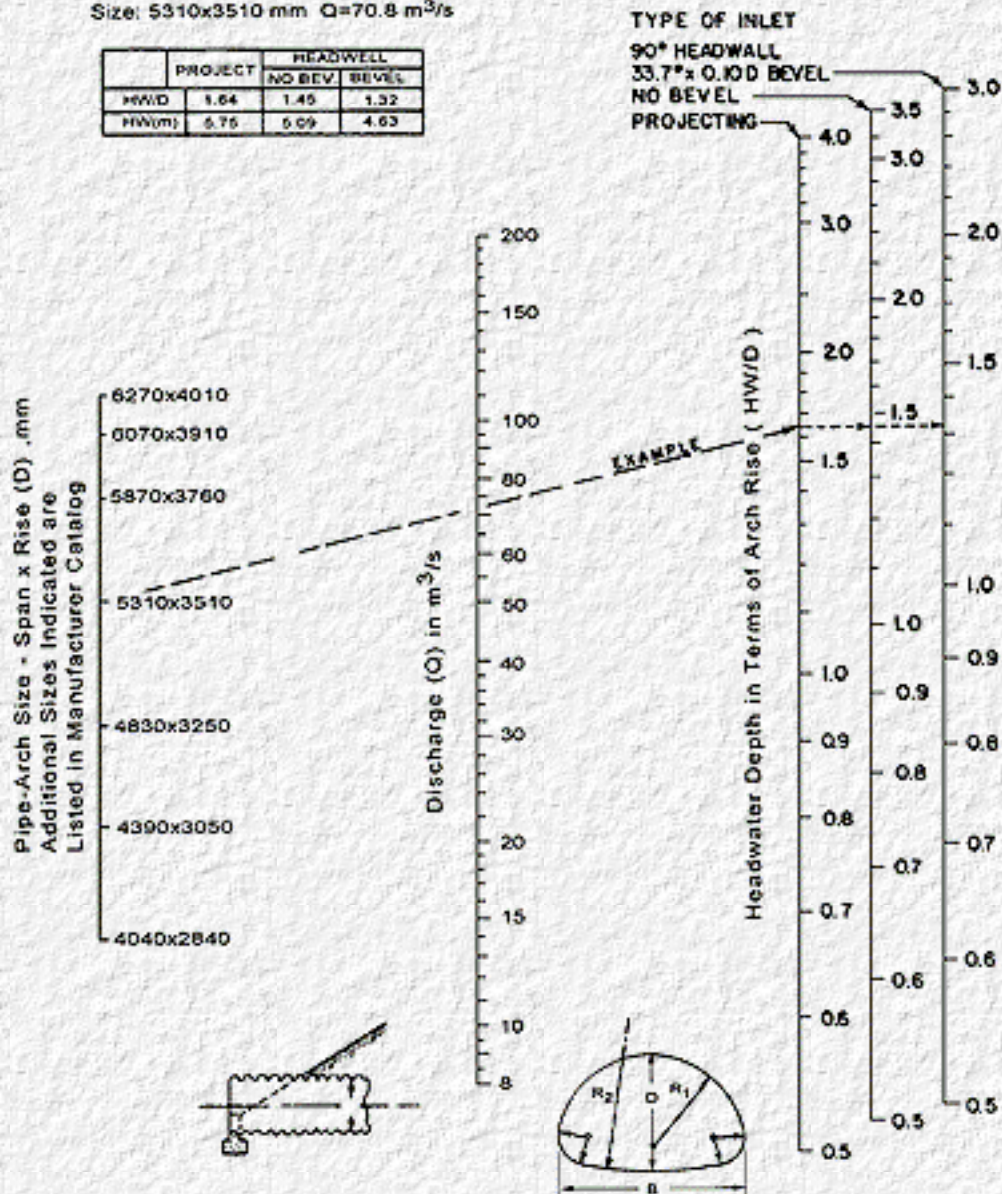 Size: 5310x3510 mm Q=70.8 m³/s
PROJECT HEADWELL
NO BEV BEVEL
HW/D 1.64 1.45 1.32
HW(m) 5.75 5.09 4.63
TYPE OF INLET
90° HEADWALL
33.7° x 0.10D BEVEL
NO BEVEL
PROJECTING
Pipe-Arch Size - Span x Rise (D) ,mm
Additional Sizes Indicated are
Listed in Manufacturer Catalog
6270x4010
6070x3910
5870x3760
5310x3510
4830x3250
4390x3050
4040x2840
Discharge (Q) in m³/s
200
150
100
80
60
50
40
30
20
15
10
8
EXAMPLE
Headwater Depth in Terms of Arch Rise ( HW/D )
4.0
3.0
2.0
1.5
1.0
0.9
0.8
0.7
0.6
0.5
3.5
3.0
2.0
1.5
1.0
0.9
0.8
0.7
0.6
0.5
3.0
2.0
1.5
1.0
0.9
0.8
0.7
0.6
0.5
R2
D
R1
B